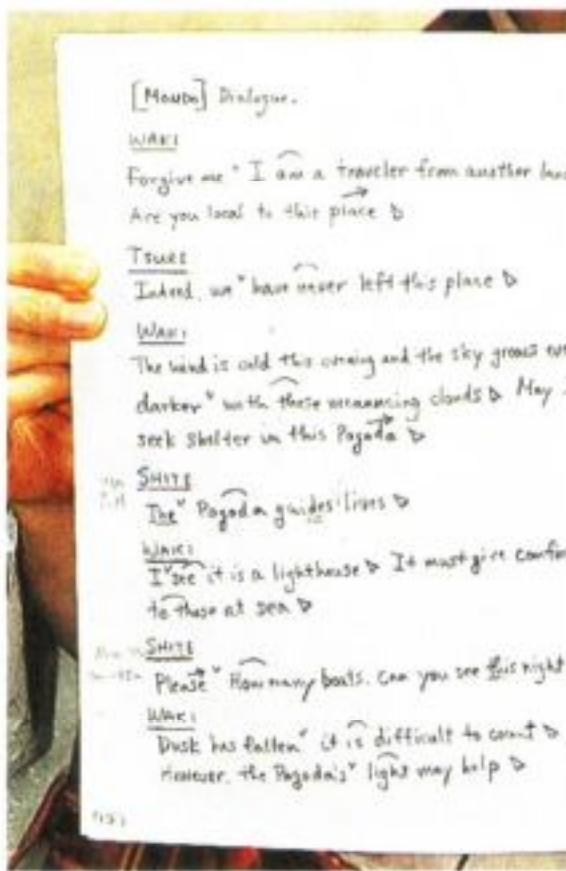 [Mondo] Dialogue.
WAKI
Forgive me " I am a traveler from another
Are you local to this place ▷
TSURE
Indeed, we " have never left this place ▷
WAKI
The wind is cold this evening and the sky grows
darker " with these menancing clouds ▷ May
seek shelter in this Pagoda ▷
SHITE
The " Pagoda guides lives ▷
WAKI
I " see it is a lighthouse ▷ It must give
to those at sea ▷
SHITE
Please " How many boats. Can you see this night
WAKI
Dusk has fallen " it is difficult to count ▷
However, the Pagoda's " light may help ▷